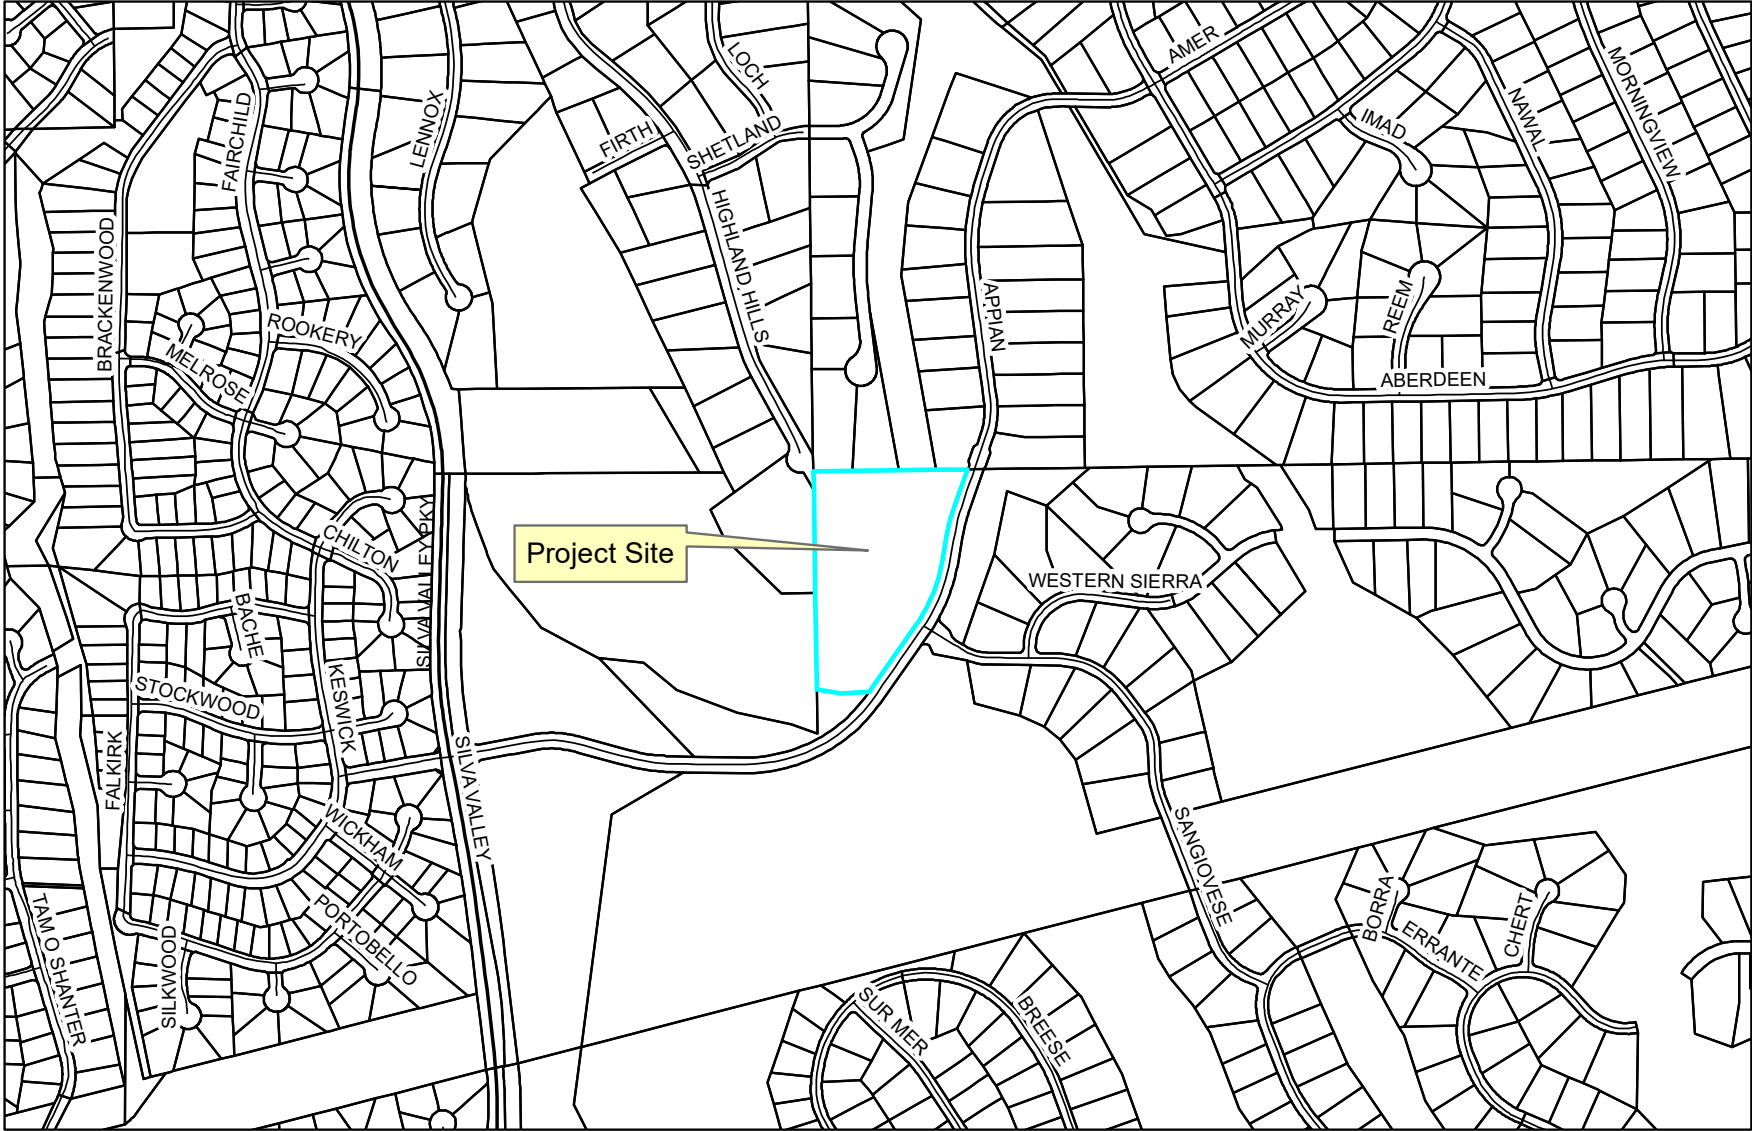 AMER
LOCH
MORNINGVIEW
LENNOX
FAIRCHILD
NAWAL
IMAD
FIRTH
SHETLAND
BRACKENWOOD
HIGHLAND HILLS
APPIAN
MURRAY
REEM
ROOKERY
MELROSE
ABERDEEN
Project Site
CHILTON
SILVA VALLEY PKY
WESTERN SIERRA
BACHE
KESWICK
STOCKWOOD
FALKIRK
SILVA VALLEY
WICKHAM
SANGIOVESE
BORRA
CHERT
ERRANTE
TAM O SHANTER
PORTOBELLO
SILKWOOD
SUR MER
BREESE